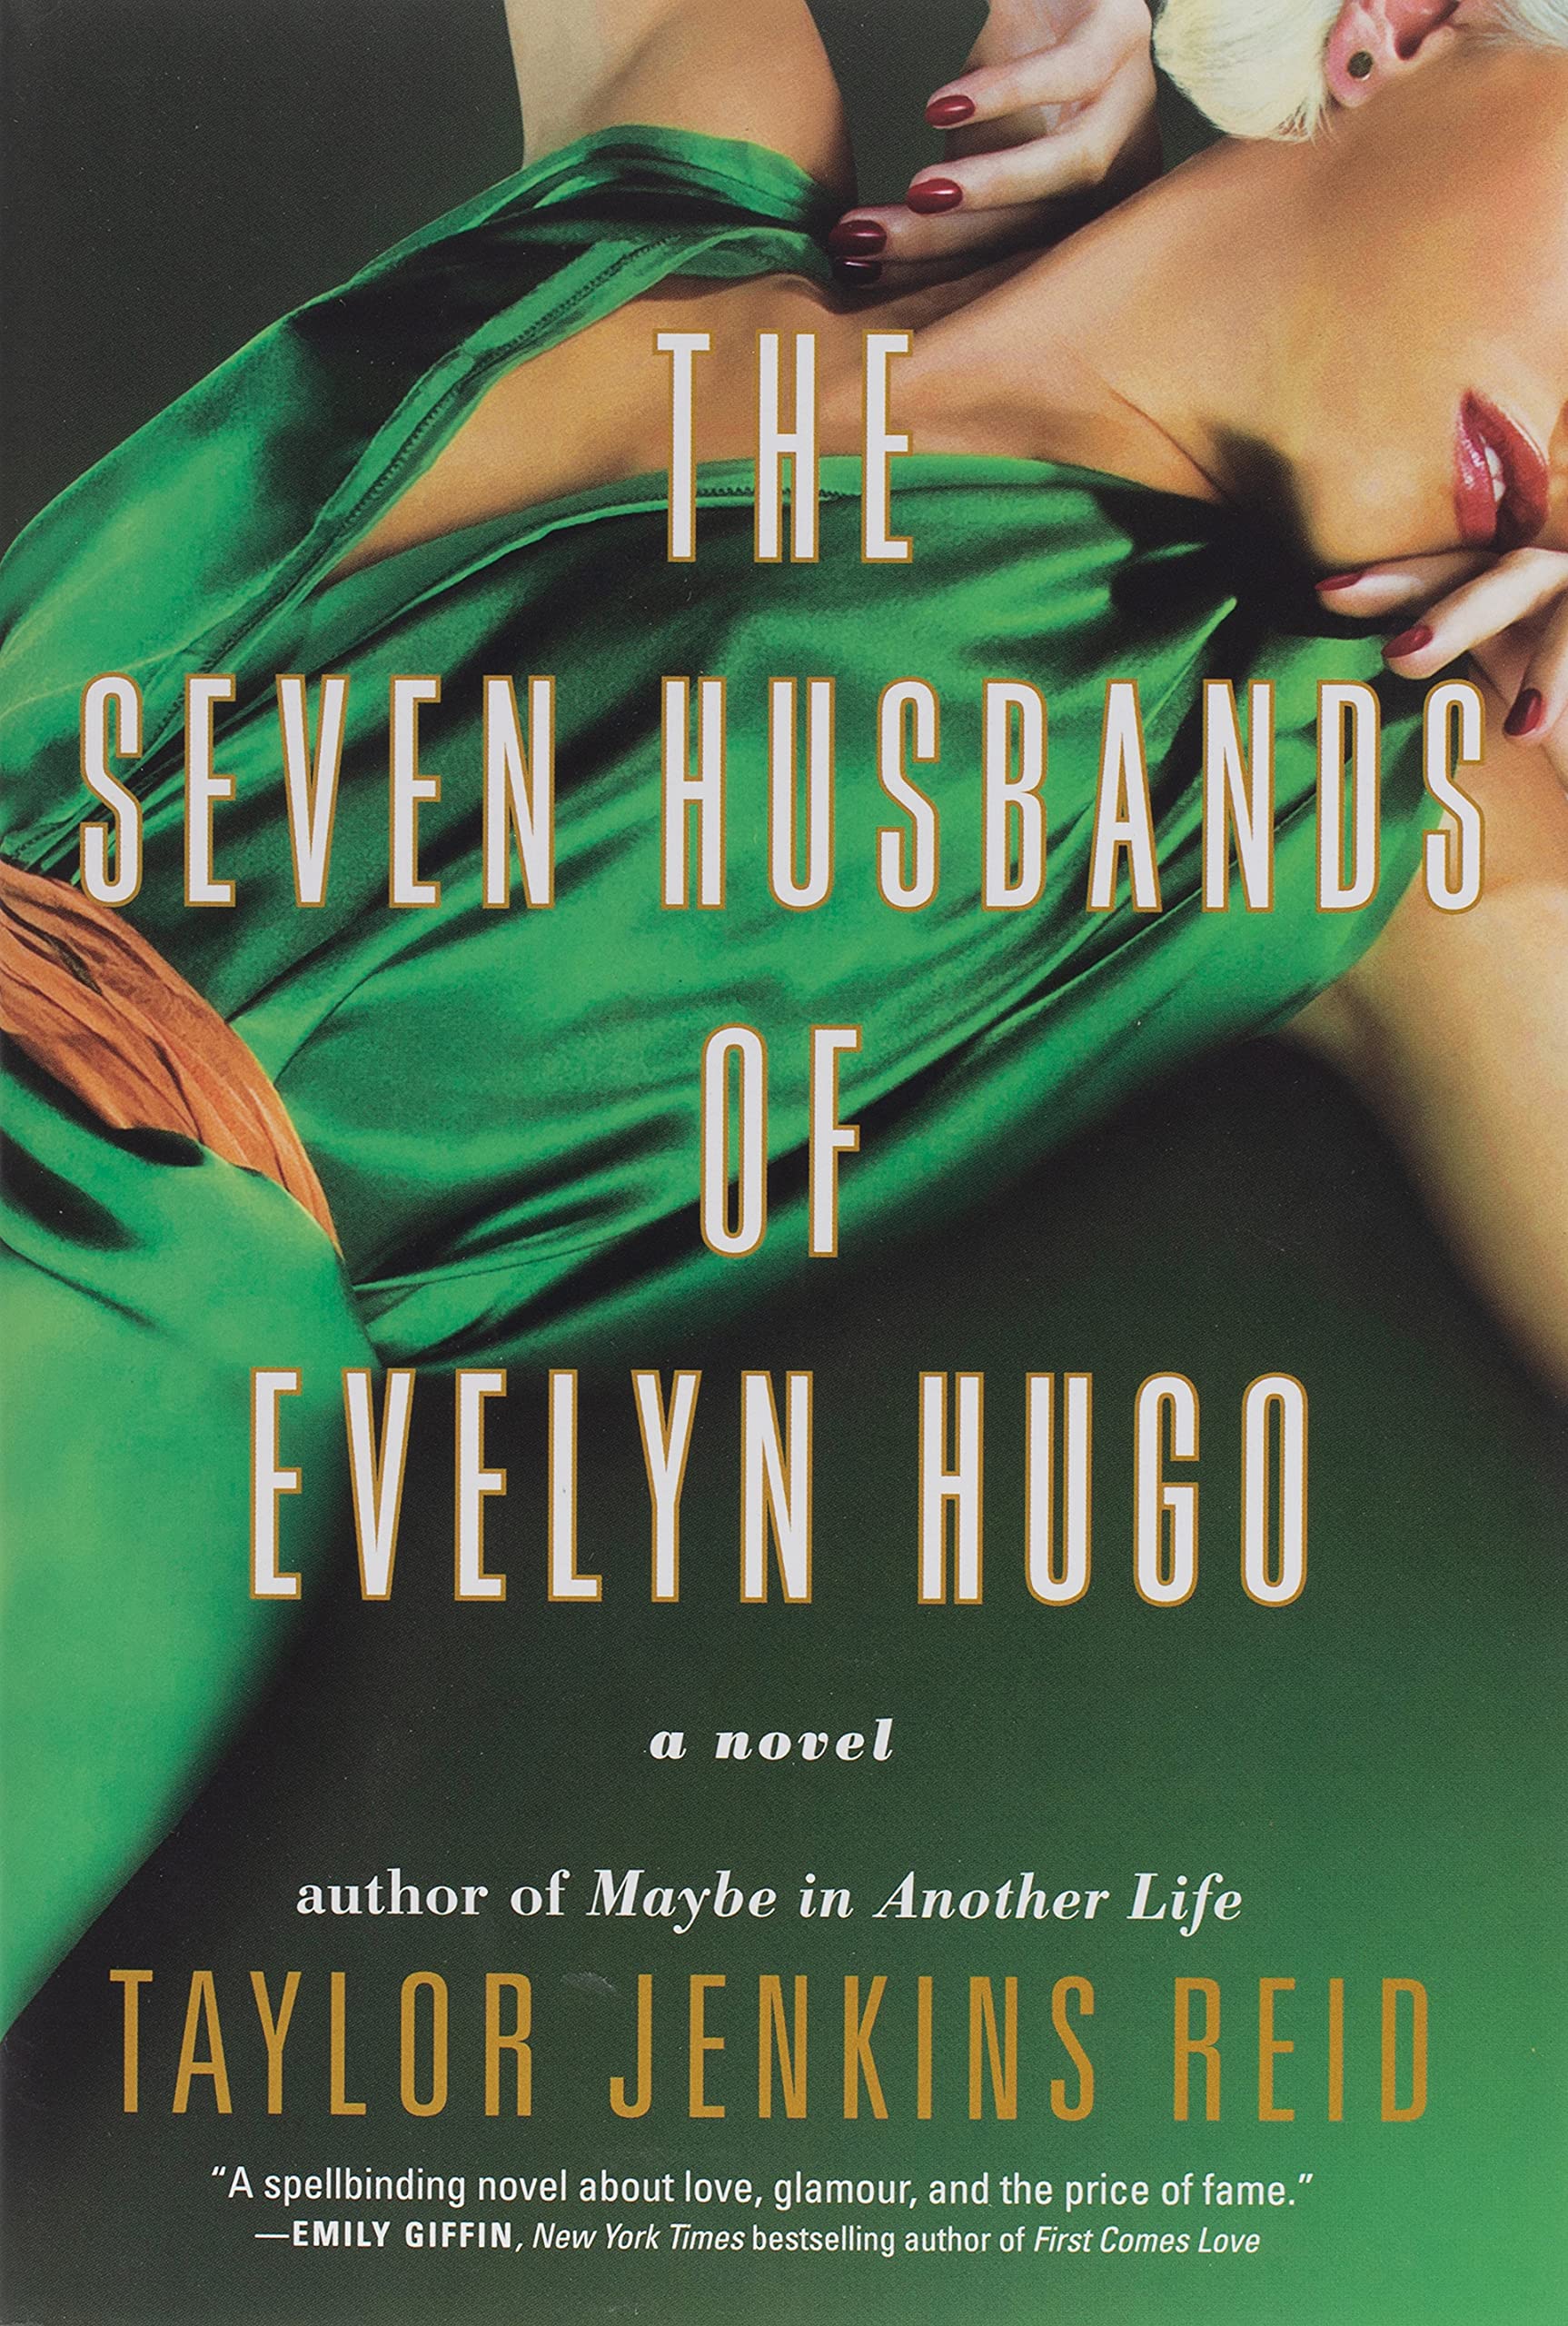 THE
SEVEN HUSBANDS
OF
EVELYN HUGO
a novel
author of Maybe in Another Life
TAYLOR JENKINS REID
“A spellbinding novel about love, glamour, and the price of fame.”
—EMILY GIFFIN, New York Times bestselling author of First Comes Love